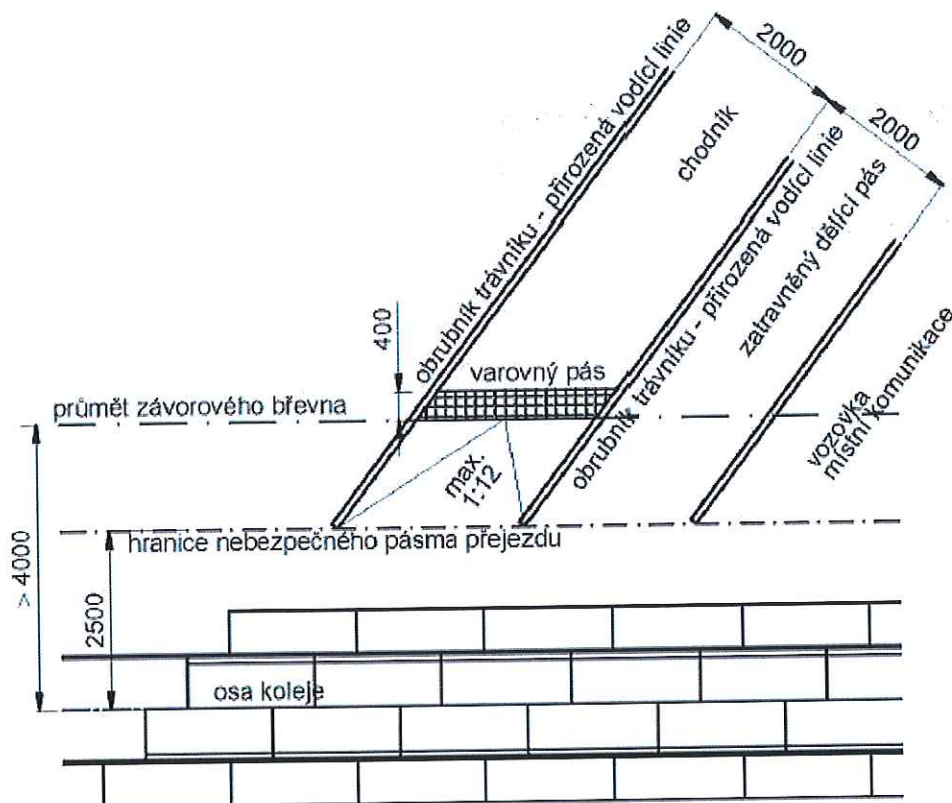 2000
2000
obrubník trávníku - přirozená vodící linie
chodník
obrubník trávníku - přirozená vodící linie
zatravněný dělící pás
vozovka
místní komunikace
400
varovný pás
průmět závorového břevna
max.
1:12
hranice nebezpečného pásma přejezdu
> 4000
2500
osa koleje